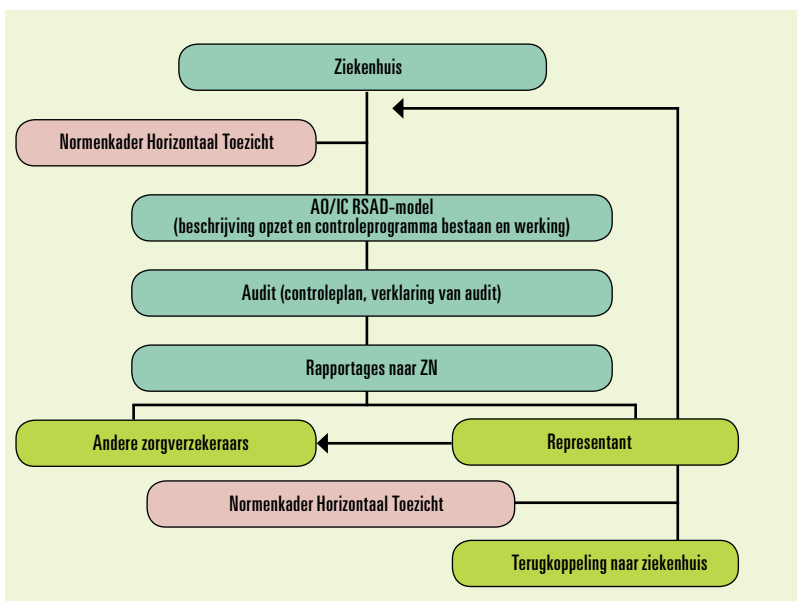 Ziekenhuis
Normenkader Horizontaal Toezicht
AO/IC RSAD-model
(beschrijving opzet en controleprogramma bestaan en werking)
Audit (controleplan, verklaring van audit)
Rapportages naar ZN
Andere zorgverzekeraars
Representant
Normenkader Horizontaal Toezicht
Terugkoppeling naar ziekenhuis